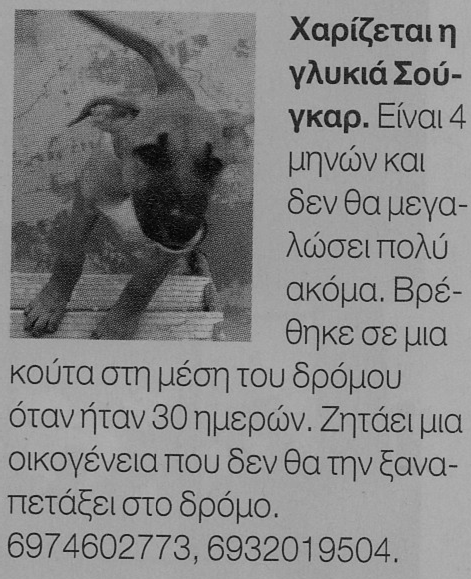 Χαρίζεται η
γλυκιά Σού-
γκαρ. Είναι 4
μηνών και
δεν θα μεγα-
λώσει πολύ
ακόμα. Βρέ-
θηκε σε μια
κούτα στη μέση του δρόμου
όταν ήταν 30 ημερών. Ζητάει μια
οικογένεια που δεν θα την ξανα-
πετάξει στο δρόμο.
6974602773, 6932019504.